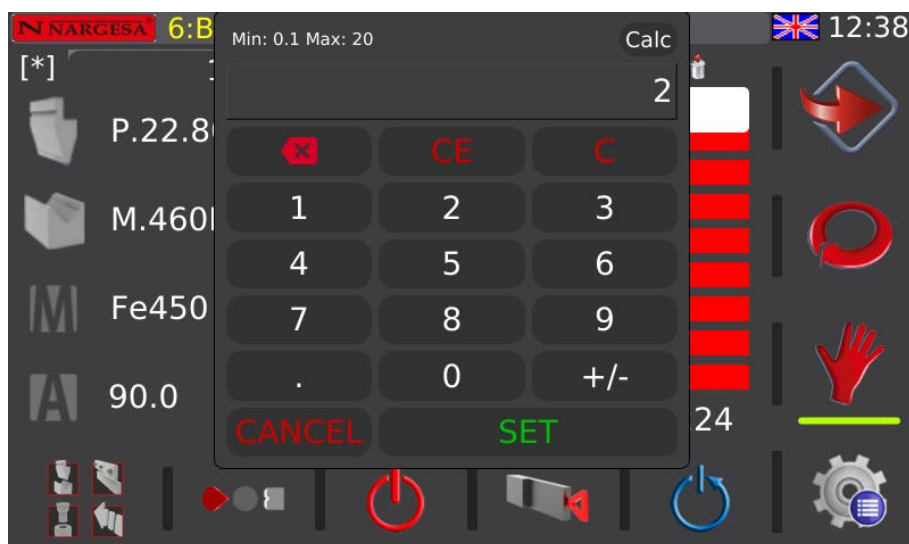 N NARGESA 6:B
12:38
[*]
Min: 0.1 Max: 20 Calc
2
CE C
P.22.8
1 2 3
M.460
4 5 6
Fe450
7 8 9
. 0 +/-
90.0
CANCEL SET
.24
M
A